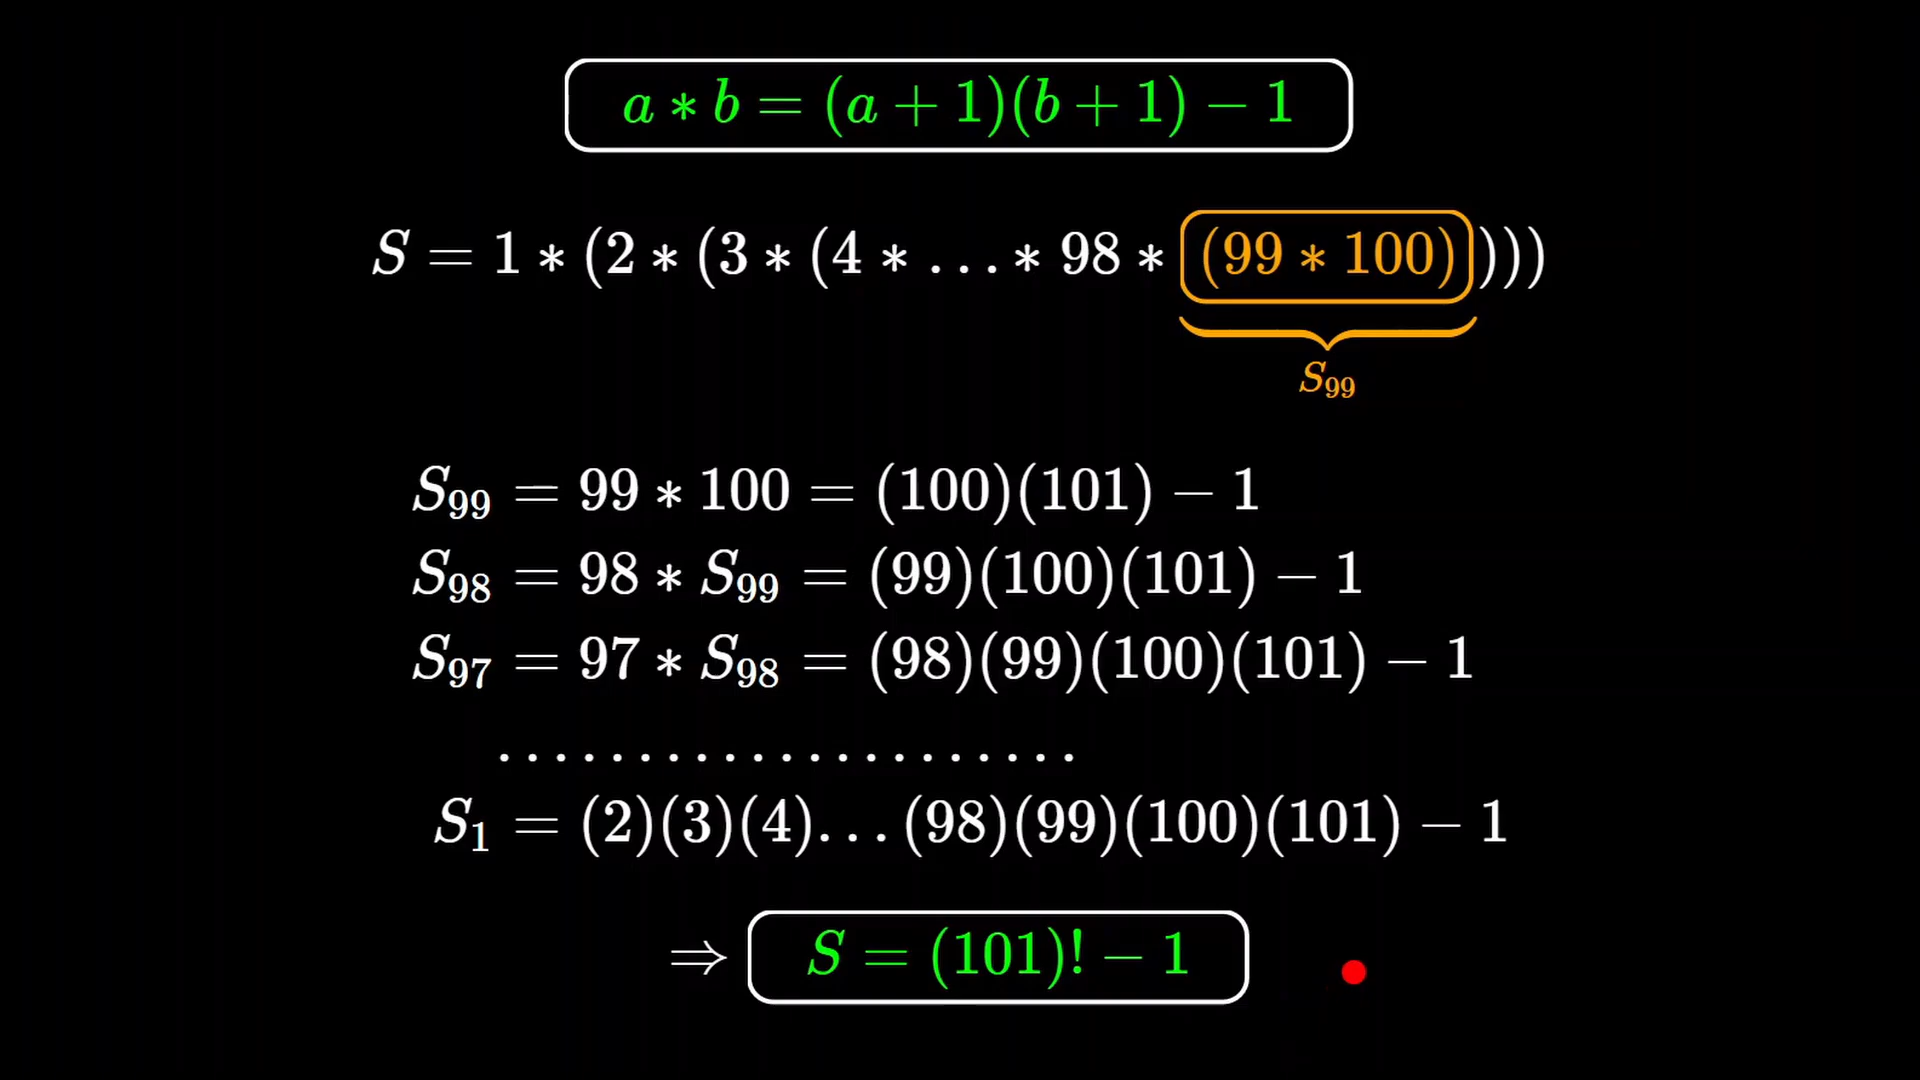 a ∗ b = (a + 1)(b + 1) − 1
S = 1 ∗ (2 ∗ (3 ∗ (4 ∗ ... ∗ 98 ∗ (99 ∗ 100))))
S₉₉
S₉₉ = 99 ∗ 100 = (100)(101) − 1
S₉₈ = 98 ∗ S₉₉ = (99)(100)(101) − 1
S₉₇ = 97 ∗ S₉₈ = (98)(99)(100)(101) − 1
.....................
S₁ = (2)(3)(4)...(98)(99)(100)(101) − 1
⇒ S = (101)! − 1